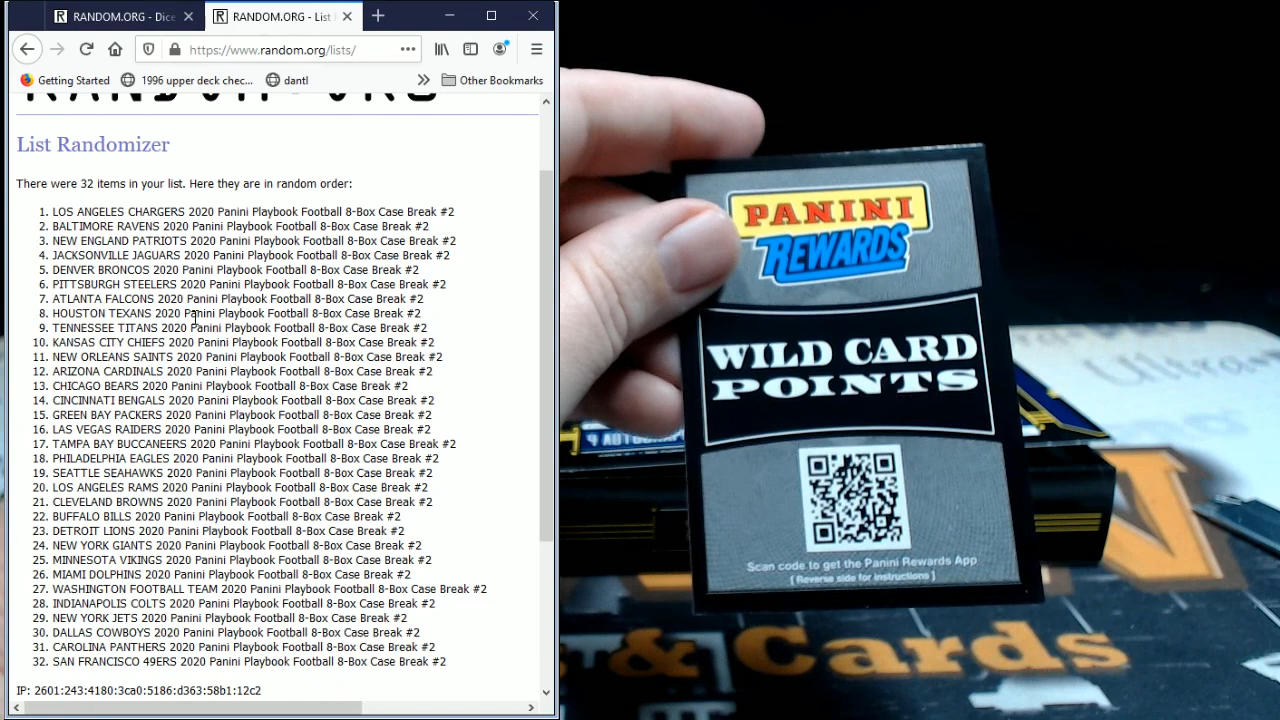 RANDOM.ORG - Dice
RANDOM.ORG - List
https://www.random.org/lists/
Getting Started
1996 upper deck chec...
dantl
Other Bookmarks
RANDOM.ORG
List Randomizer
There were 32 items in your list. Here they are in random order:
1. LOS ANGELES CHARGERS 2020 Panini Playbook Football 8-Box Case Break #2
2. BALTIMORE RAVENS 2020 Panini Playbook Football 8-Box Case Break #2
3. NEW ENGLAND PATRIOTS 2020 Panini Playbook Football 8-Box Case Break #2
4. JACKSONVILLE JAGUARS 2020 Panini Playbook Football 8-Box Case Break #2
5. DENVER BRONCOS 2020 Panini Playbook Football 8-Box Case Break #2
6. PITTSBURGH STEELERS 2020 Panini Playbook Football 8-Box Case Break #2
7. ATLANTA FALCONS 2020 Panini Playbook Football 8-Box Case Break #2
8. HOUSTON TEXANS 2020 Panini Playbook Football 8-Box Case Break #2
9. TENNESSEE TITANS 2020 Panini Playbook Football 8-Box Case Break #2
10. KANSAS CITY CHIEFS 2020 Panini Playbook Football 8-Box Case Break #2
11. NEW ORLEANS SAINTS 2020 Panini Playbook Football 8-Box Case Break #2
12. ARIZONA CARDINALS 2020 Panini Playbook Football 8-Box Case Break #2
13. CHICAGO BEARS 2020 Panini Playbook Football 8-Box Case Break #2
14. CINCINNATI BENGALS 2020 Panini Playbook Football 8-Box Case Break #2
15. GREEN BAY PACKERS 2020 Panini Playbook Football 8-Box Case Break #2
16. LAS VEGAS RAIDERS 2020 Panini Playbook Football 8-Box Case Break #2
17. TAMPA BAY BUCCANEERS 2020 Panini Playbook Football 8-Box Case Break #2
18. PHILADELPHIA EAGLES 2020 Panini Playbook Football 8-Box Case Break #2
19. SEATTLE SEAHAWKS 2020 Panini Playbook Football 8-Box Case Break #2
20. LOS ANGELES RAMS 2020 Panini Playbook Football 8-Box Case Break #2
21. CLEVELAND BROWNS 2020 Panini Playbook Football 8-Box Case Break #2
22. BUFFALO BILLS 2020 Panini Playbook Football 8-Box Case Break #2
23. DETROIT LIONS 2020 Panini Playbook Football 8-Box Case Break #2
24. NEW YORK GIANTS 2020 Panini Playbook Football 8-Box Case Break #2
25. MINNESOTA VIKINGS 2020 Panini Playbook Football 8-Box Case Break #2
26. MIAMI DOLPHINS 2020 Panini Playbook Football 8-Box Case Break #2
27. WASHINGTON FOOTBALL TEAM 2020 Panini Playbook Football 8-Box Case Break #2
28. INDIANAPOLIS COLTS 2020 Panini Playbook Football 8-Box Case Break #2
29. NEW YORK JETS 2020 Panini Playbook Football 8-Box Case Break #2
30. DALLAS COWBOYS 2020 Panini Playbook Football 8-Box Case Break #2
31. CAROLINA PANTHERS 2020 Panini Playbook Football 8-Box Case Break #2
32. SAN FRANCISCO 49ERS 2020 Panini Playbook Football 8-Box Case Break #2
IP: 2601:243:4180:3ca0:5186:d363:58b1:12c2
PANINI
REWARDS
WILD CARD
POINTS
Scan code to get the Panini Rewards App
[ Reverse side for instructions ]
& Cards